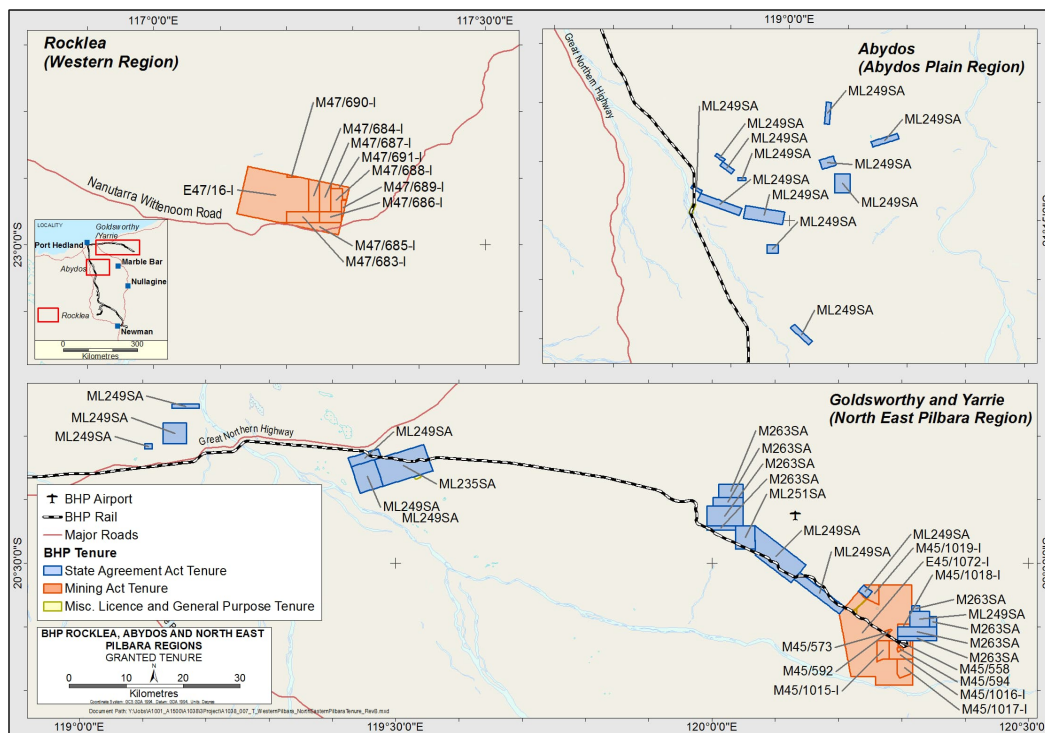 117°0'0"E
117°30'0"E
119°0'0"E
Rocklea
(Western Region)
M47/690-I
M47/684-I
M47/687-I
M47/691-I
M47/688-I
M47/689-I
M47/686-I
E47/16-I
M47/685-I
M47/683-I
Nanutarra Wittenoom Road
23°0'0"S
LOCALITY
Goldsworthy
/Yarrie
Port Hedland
Marble Bar
Abydos
Nullagine
Rocklea
Newman
0 300
Kilometres
Abydos
(Abydos Plain Region)
Great Northern Highway
ML249SA
ML249SA
ML249SA
ML249SA
ML249SA
ML249SA
ML249SA
ML249SA
ML249SA
ML249SA
ML249SA
ML249SA
Goldsworthy and Yarrie
(North East Pilbara Region)
ML249SA
ML249SA
ML249SA
Great Northern Highway
ML249SA
ML235SA
ML249SA
ML249SA
M263SA
M263SA
M263SA
M263SA
ML251SA
ML249SA
ML249SA
ML249SA
M45/1019-I
E45/1072-I
M45/1018-I
M263SA
ML249SA
M263SA
M263SA
M263SA
M45/573
M45/592
M45/1015-I
M45/558
M45/594
M45/1016-I
M45/1017-I
20°30'0"S
BHP Airport
BHP Rail
Major Roads
BHP Tenure
State Agreement Act Tenure
Mining Act Tenure
Misc. Licence and General Purpose Tenure
BHP ROCKLEA, ABYDOS AND NORTH EAST
PILBARA REGIONS
GRANTED TENURE
N
0 10 20 30
Kilometres
119°0'0"E
119°30'0"E
120°0'0"E
120°30'0"E